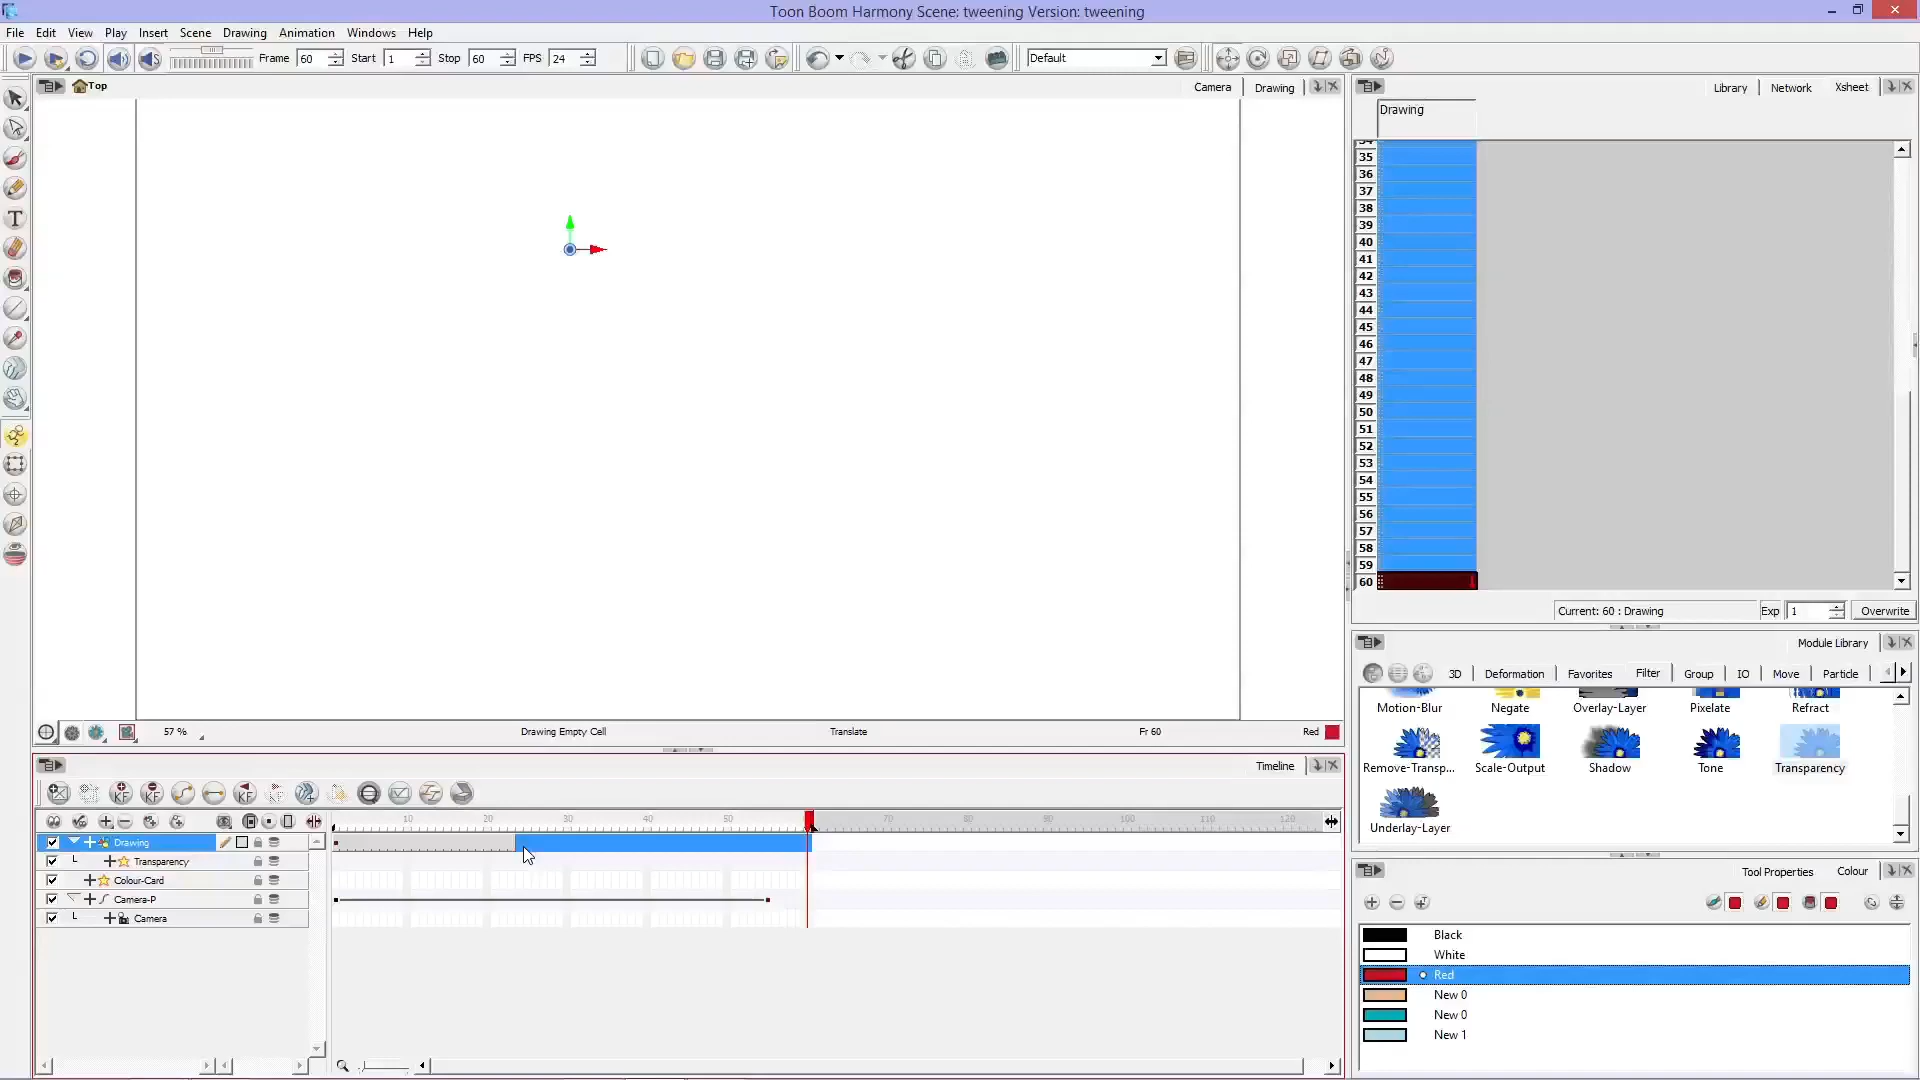 Toon Boom Harmony Scene: tweening Version: tweening
File Edit View Play Insert Scene Drawing Animation Windows Help
Frame 60 Start 1 Stop 60 FPS 24 Default
Top Camera Drawing Library Network Xsheet
Drawing
35
36
37
38
39
40
41
42
43
44
45
46
47
48
49
50
51
52
53
54
55
56
57
58
59
60
Current: 60 : Drawing Exp 1 Overwrite
Module Library
3D Deformation Favorites Filter Group IO Move Particle
Motion-Blur Negate Overlay-Layer Pixelate Refract
Remove-Transp... Scale-Output Shadow Tone Transparency
Underlay-Layer
57 % Drawing Empty Cell Translate Fr 60 Red
Timeline
10 20 30 40 50 70 80 90 100 110 120
Drawing
Transparency
Colour-Card
Camera-P
Camera
Tool Properties Colour
Black
White
Red
New 0
New 0
New 1